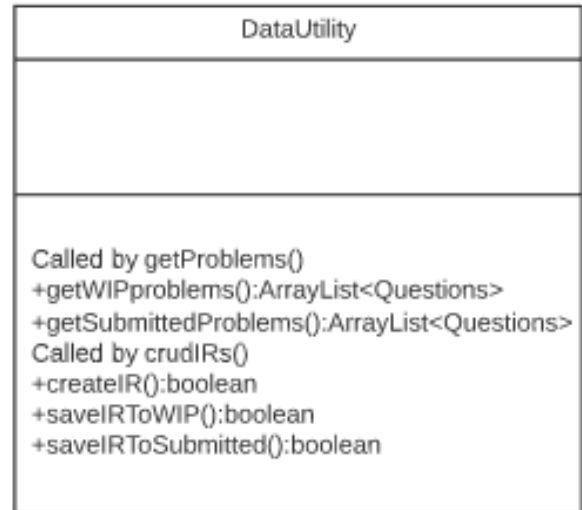 DataUtility
Called by getProblems()
+getWIPproblems():ArrayList<Questions>
+getSubmittedProblems():ArrayList<Questions>
Called by crudIRs()
+createIR():boolean
+saveIRToWIP():boolean
+saveIRToSubmitted():boolean